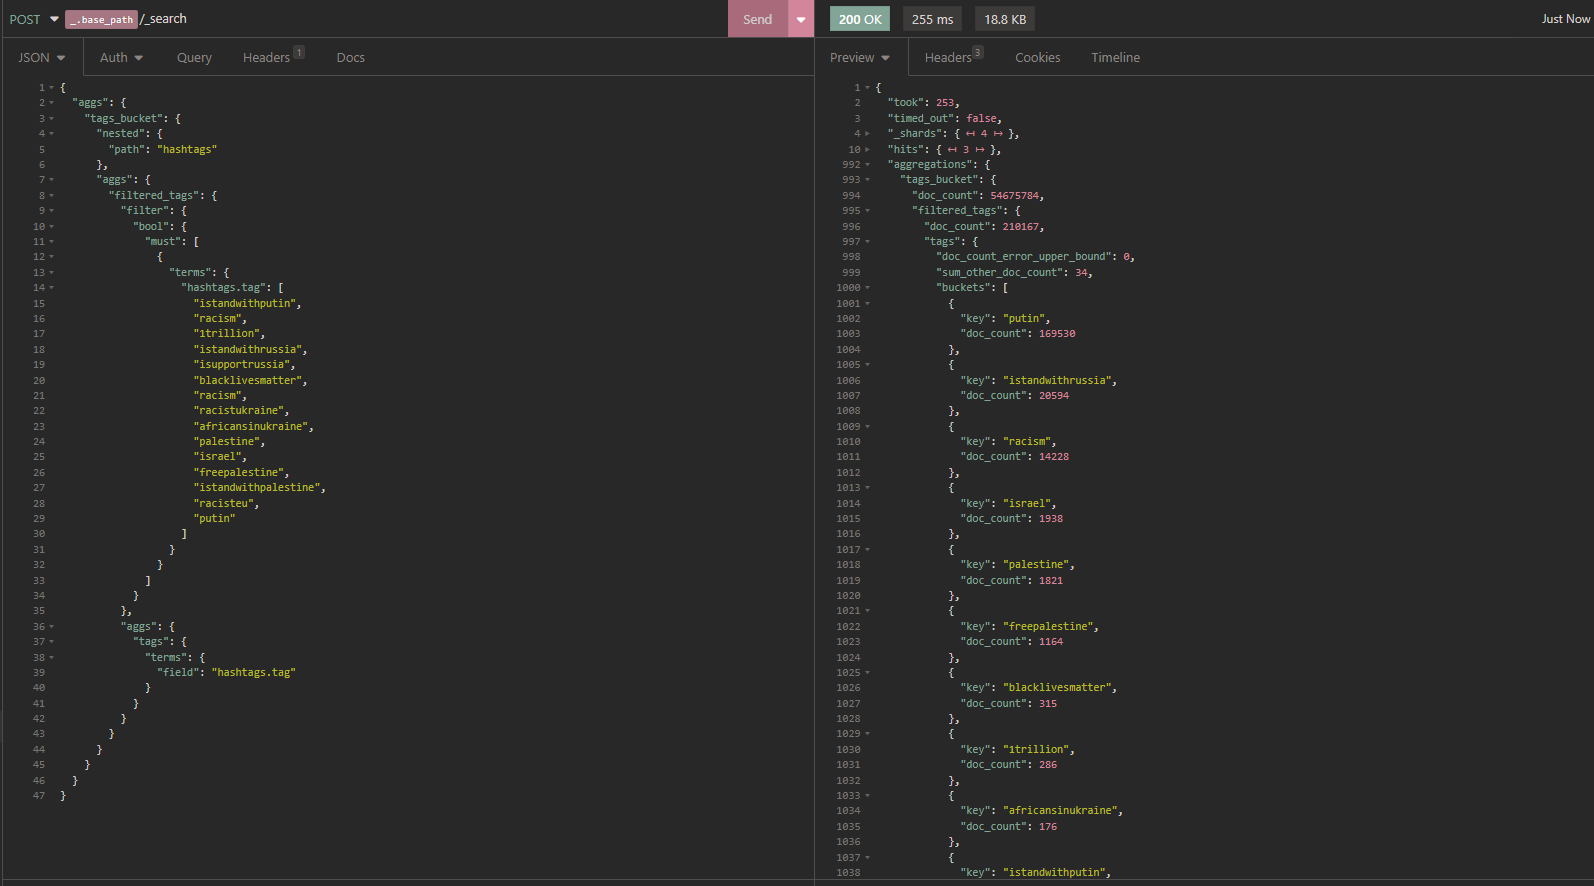 POST _.base_path /_search Send
JSON Auth Query Headers 1 Docs
1 {
2 "aggs": {
3 "tags_bucket": {
4 "nested": {
5 "path": "hashtags"
6 },
7 "aggs": {
8 "filtered_tags": {
9 "filter": {
10 "bool": {
11 "must": [
12 {
13 "terms": {
14 "hashtags.tag": [
15 "istandwithputin",
16 "racism",
17 "1trillion",
18 "istandwithrussia",
19 "isupportrussia",
20 "blacklivesmatter",
21 "racism",
22 "racistukraine",
23 "africansinukraine",
24 "palestine",
25 "israel",
26 "freepalestine",
27 "istandwithpalestine",
28 "racisteu",
29 "putin"
30 ]
31 }
32 }
33 ]
34 }
35 },
36 "aggs": {
37 "tags": {
38 "terms": {
39 "field": "hashtags.tag"
40 }
41 }
42 }
43 }
44 }
45 }
46 }
47 }
200 OK 255 ms 18.8 KB Just Now
Preview Headers 3 Cookies Timeline
1 {
2 "took": 253,
3 "timed_out": false,
4 "_shards": { ↤ 4 ↦ },
10 "hits": { ↤ 3 ↦ },
992 "aggregations": {
993 "tags_bucket": {
994 "doc_count": 54675784,
995 "filtered_tags": {
996 "doc_count": 210167,
997 "tags": {
998 "doc_count_error_upper_bound": 0,
999 "sum_other_doc_count": 34,
1000 "buckets": [
1001 {
1002 "key": "putin",
1003 "doc_count": 169530
1004 },
1005 {
1006 "key": "istandwithrussia",
1007 "doc_count": 20594
1008 },
1009 {
1010 "key": "racism",
1011 "doc_count": 14228
1012 },
1013 {
1014 "key": "israel",
1015 "doc_count": 1938
1016 },
1017 {
1018 "key": "palestine",
1019 "doc_count": 1821
1020 },
1021 {
1022 "key": "freepalestine",
1023 "doc_count": 1164
1024 },
1025 {
1026 "key": "blacklivesmatter",
1027 "doc_count": 315
1028 },
1029 {
1030 "key": "1trillion",
1031 "doc_count": 286
1032 },
1033 {
1034 "key": "africansinukraine",
1035 "doc_count": 176
1036 },
1037 {
1038 "key": "istandwithputin",